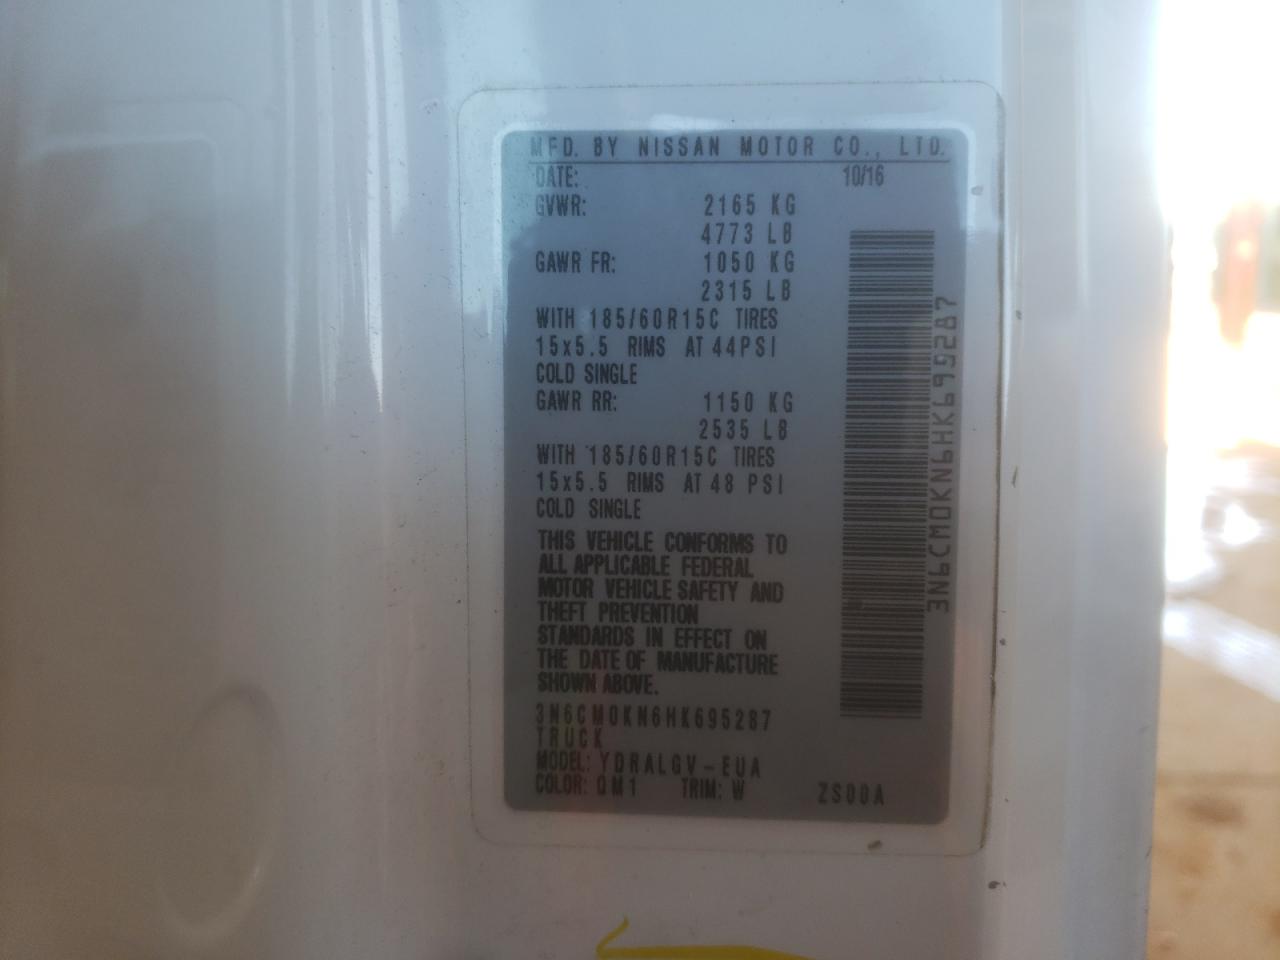 MFD. BY NISSAN MOTOR CO., LTD.
DATE: 10/16
GVWR: 2165 KG
4773 LB
GAWR FR: 1050 KG
2315 LB
WITH 185/60R15C TIRES
15x5.5 RIMS AT 44PSI
COLD SINGLE
GAWR RR: 1150 KG
2535 LB
WITH 185/60R15C TIRES
15x5.5 RIMS AT 48 PSI
COLD SINGLE
THIS VEHICLE CONFORMS TO
ALL APPLICABLE FEDERAL
MOTOR VEHICLE SAFETY AND
THEFT PREVENTION
STANDARDS IN EFFECT ON
THE DATE OF MANUFACTURE
SHOWN ABOVE.
3N6CM0KN6HK695287
TRUCK
MODEL: YDRALGV-EUA
COLOR: QM1 TRIM: W ZS00A
3N6CM0KN6HK695287